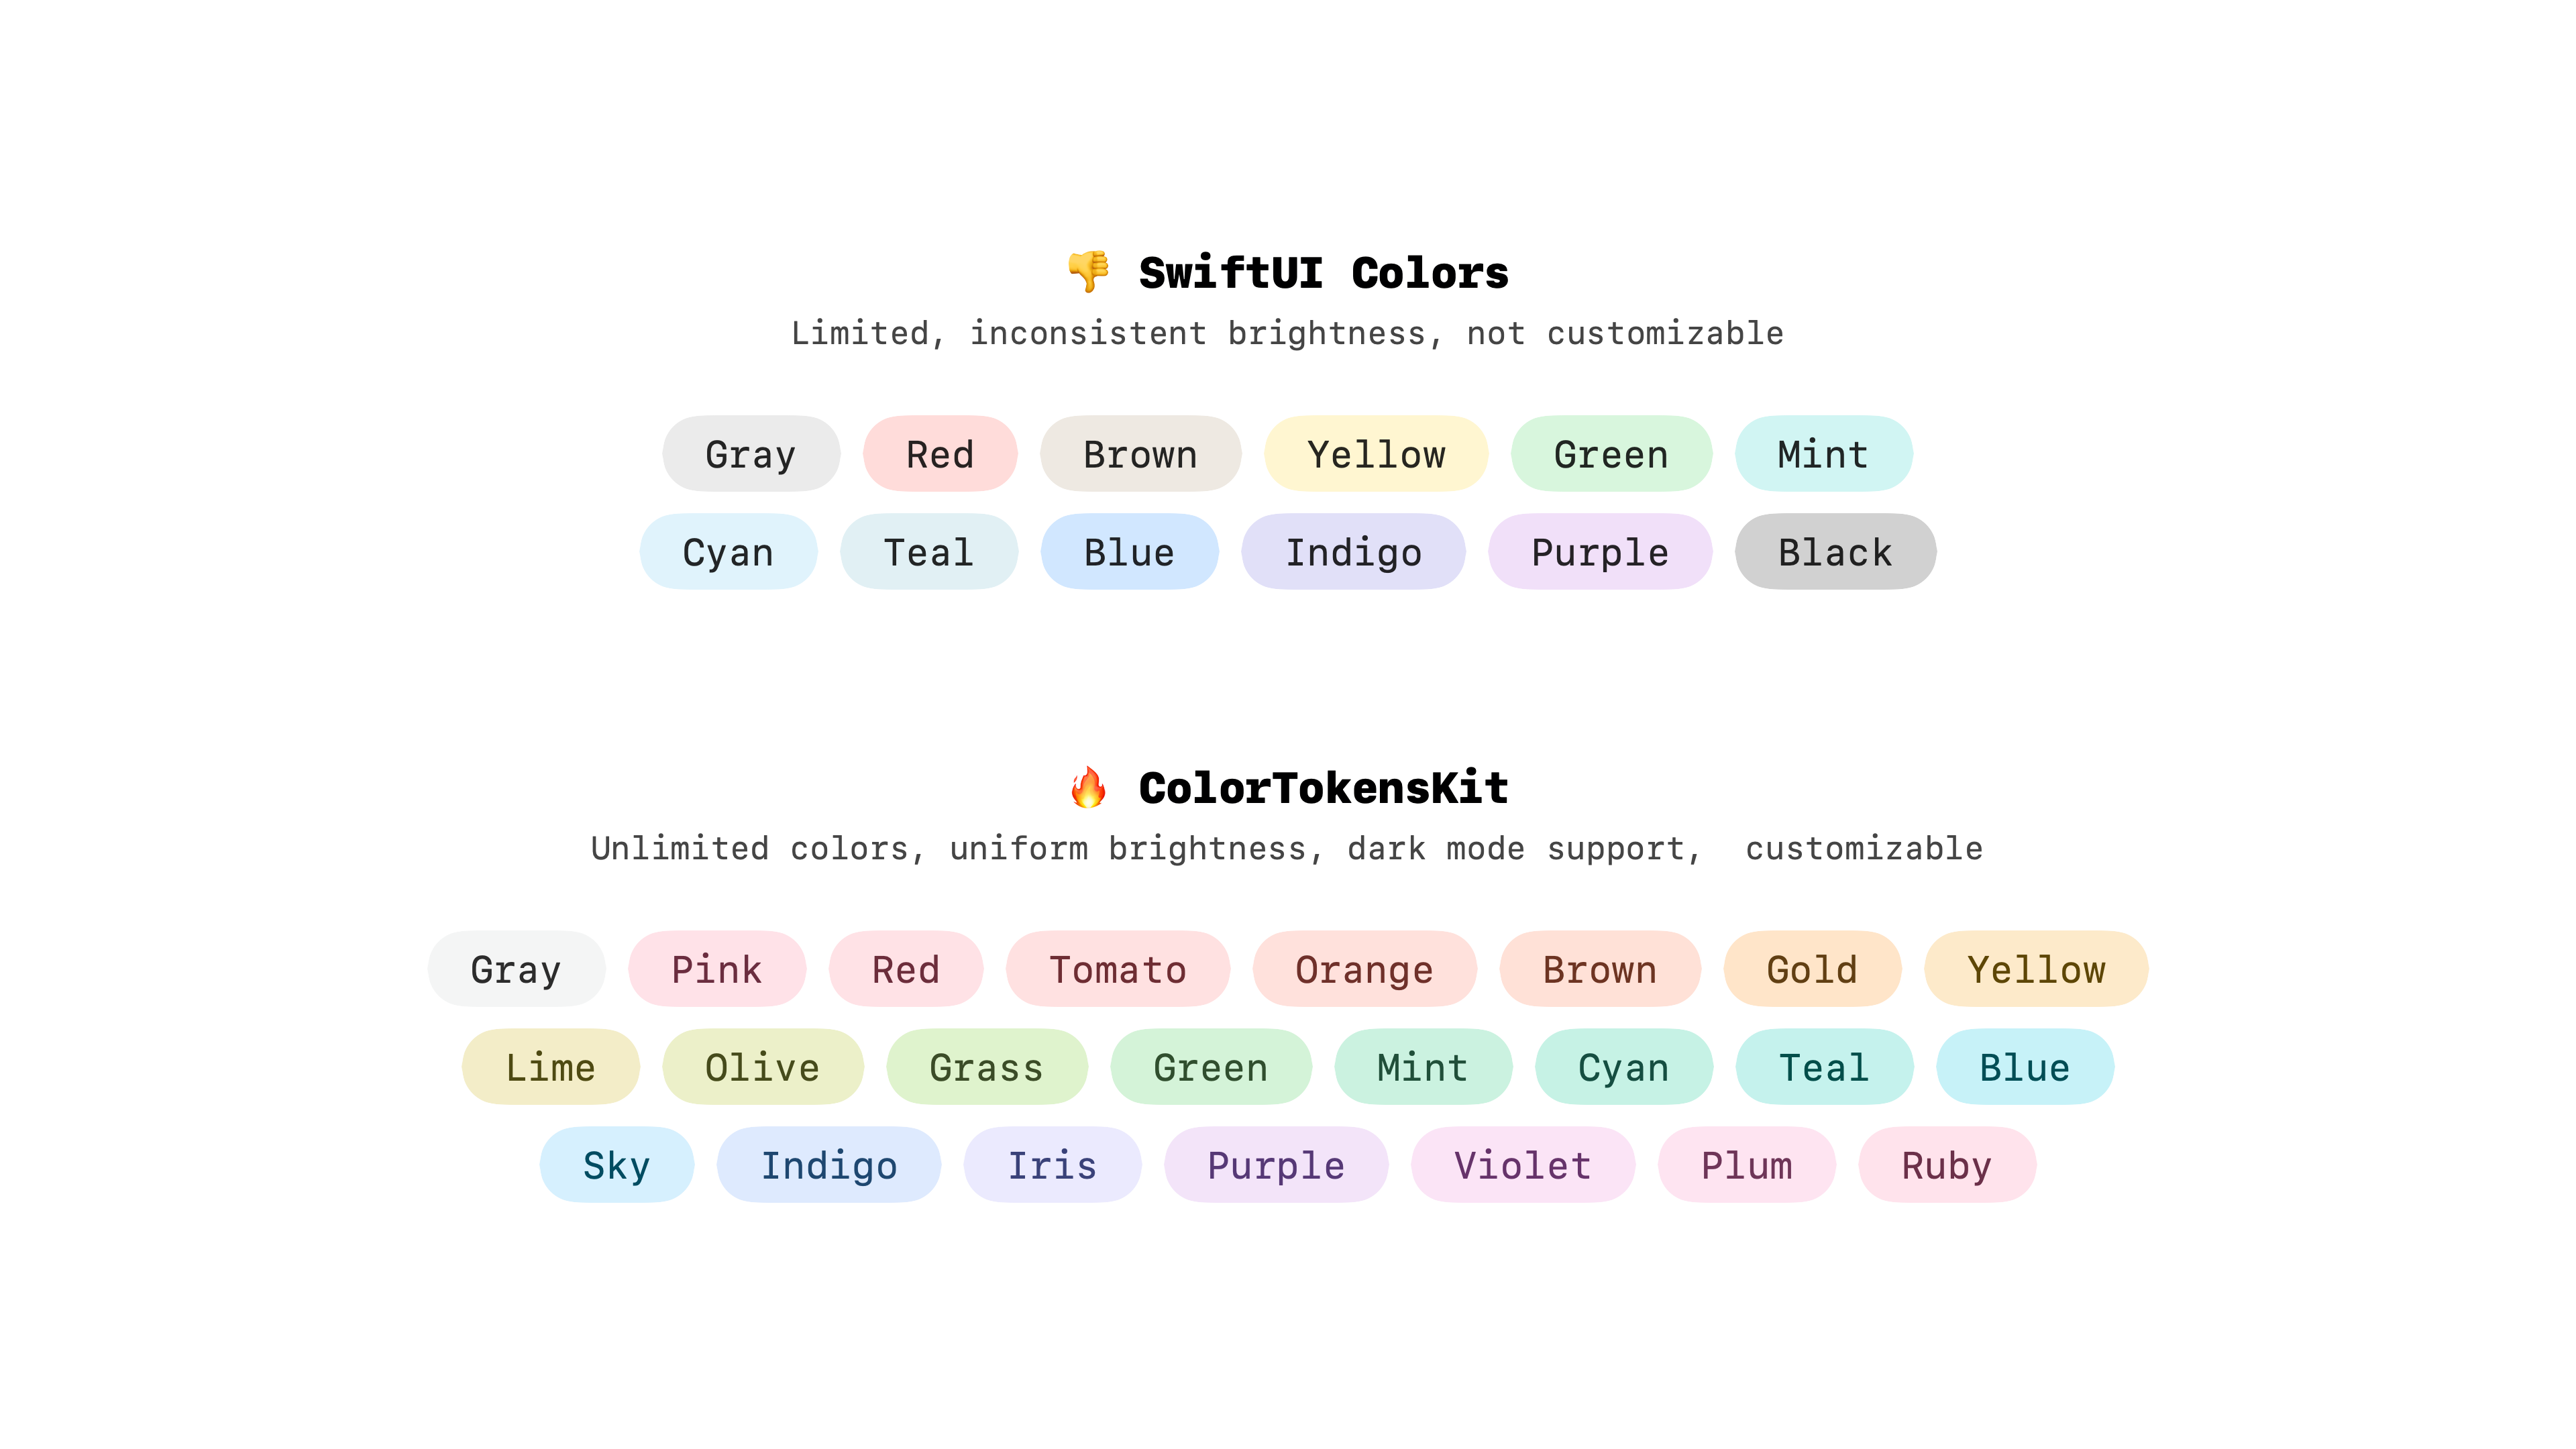 👎 SwiftUI Colors
Limited, inconsistent brightness, not customizable
Gray Red Brown Yellow Green Mint
Cyan Teal Blue Indigo Purple Black
🔥 ColorTokensKit
Unlimited colors, uniform brightness, dark mode support,  customizable
Gray Pink Red Tomato Orange Brown Gold Yellow
Lime Olive Grass Green Mint Cyan Teal Blue
Sky Indigo Iris Purple Violet Plum Ruby